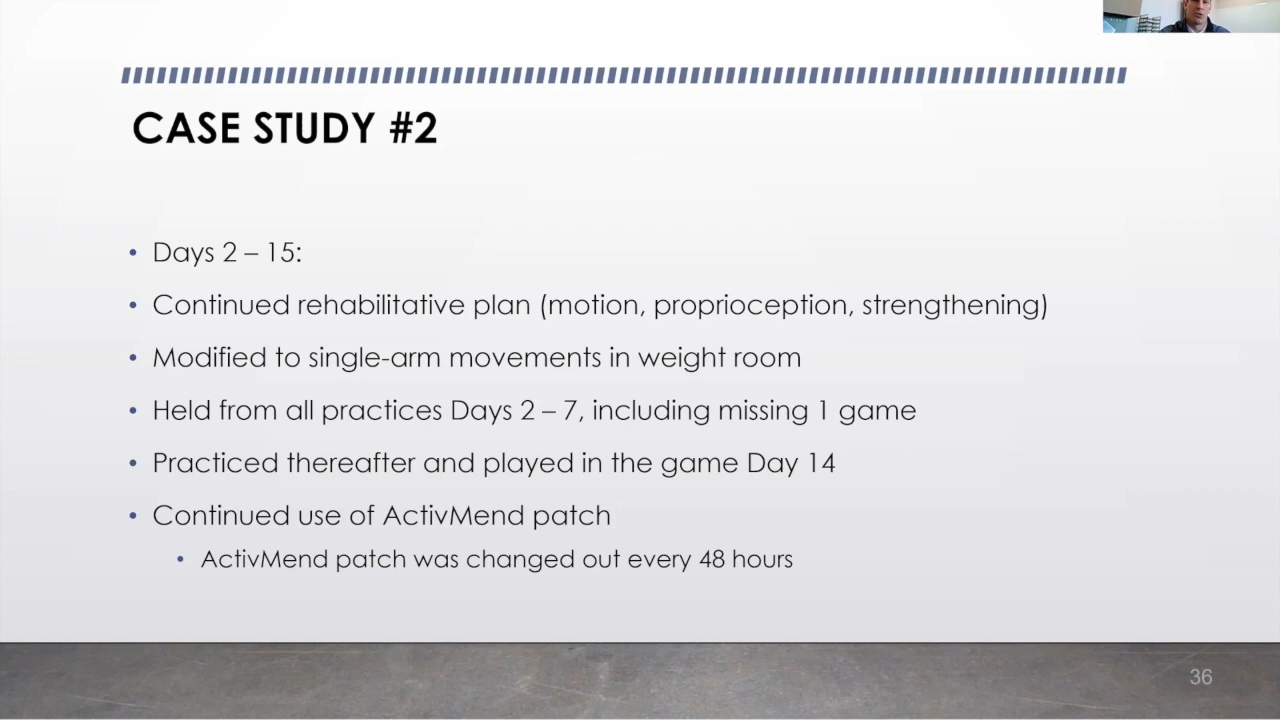 CASE STUDY #2
• Days 2 – 15:
• Continued rehabilitative plan (motion, proprioception, strengthening)
• Modified to single-arm movements in weight room
• Held from all practices Days 2 – 7, including missing 1 game
• Practiced thereafter and played in the game Day 14
• Continued use of ActivMend patch
• ActivMend patch was changed out every 48 hours
36